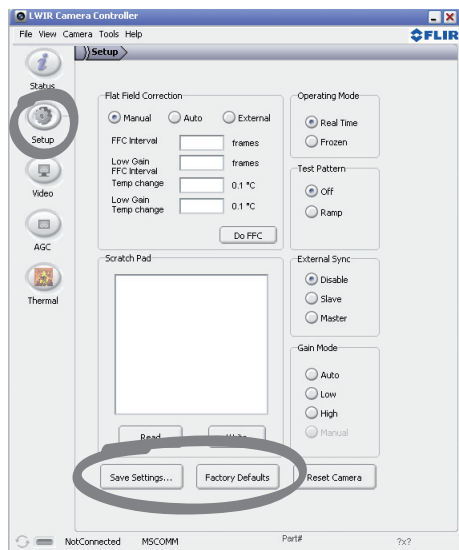 LWIR Camera Controller
File View Camera Tools Help
FLIR
Setup
Status
Setup
Video
AGC
Thermal
Flat Field Correction
Manual Auto External
FFC Interval frames
Low Gain
FFC Interval frames
Temp change 0.1 °C
Low Gain
Temp change 0.1 °C
Do FFC
Operating Mode
Real Time
Frozen
Test Pattern
Off
Ramp
Scratch Pad
Read Write
External Sync
Disable
Slave
Master
Gain Mode
Auto
Low
High
Manual
Save Settings... Factory Defaults Reset Camera
NotConnected MSCOMM Part# ?x?